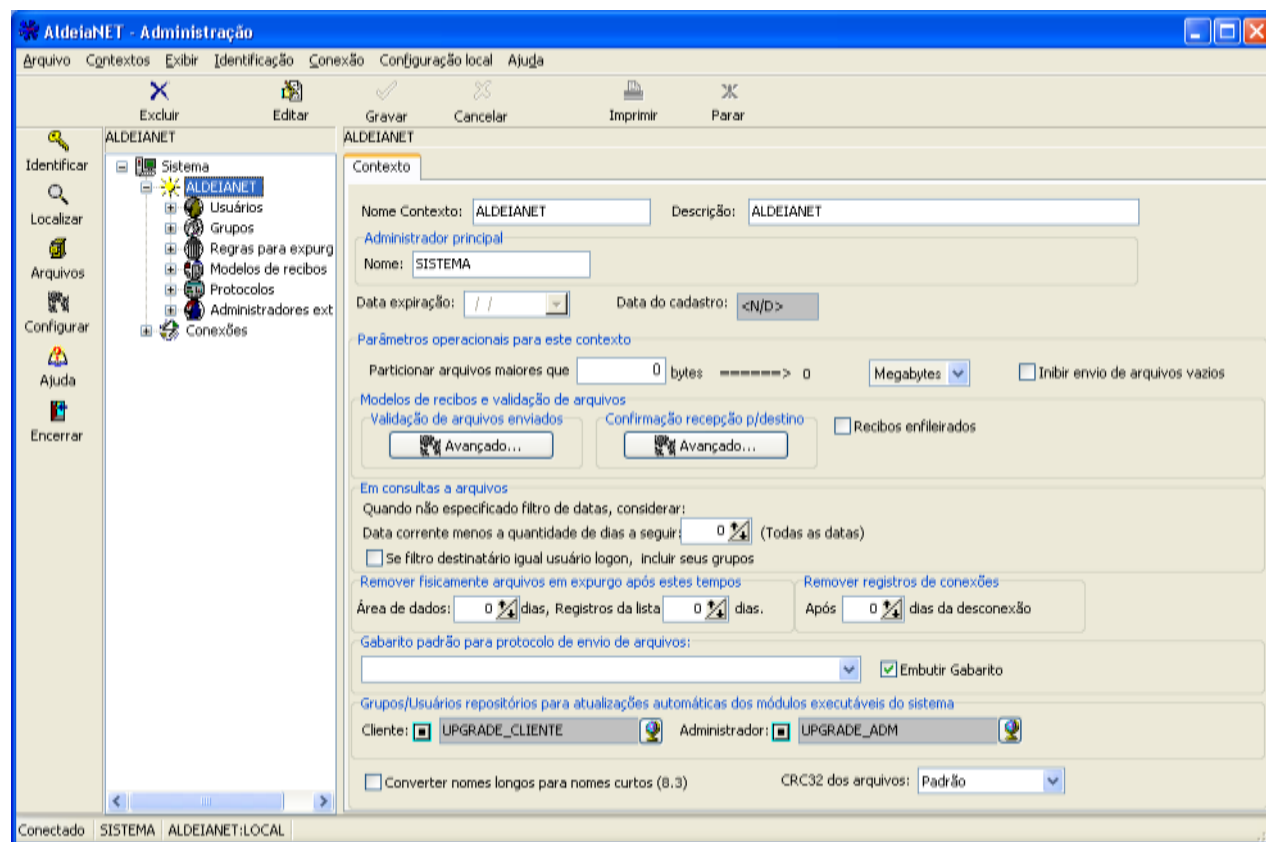 AldeiaNET - Administração
Arquivo Contextos Exibir Identificação Conexão Configuração local Ajuda
Excluir Editar Gravar Cancelar Imprimir Parar
Identificar
Localizar
Arquivos
Configurar
Ajuda
Encerrar
ALDEIANET
Sistema
ALDEIANET
Usuários
Grupos
Regras para expurg
Modelos de recibos
Protocolos
Administradores ext
Conexões
ALDEIANET
Contexto
Nome Contexto: ALDEIANET Descrição: ALDEIANET
Administrador principal
Nome: SISTEMA
Data expiração: / / Data do cadastro: <N/D>
Parâmetros operacionais para este contexto
Particionar arquivos maiores que 0 bytes ======> 0 Megabytes Inibir envio de arquivos vazios
Modelos de recibos e validação de arquivos
Validação de arquivos enviados Confirmação recepção p/destino
Avançado... Avançado... Recibos enfileirados
Em consultas a arquivos
Quando não especificado filtro de datas, considerar:
Data corrente menos a quantidade de dias a seguir: 0 (Todas as datas)
Se filtro destinatário igual usuário logon, incluir seus grupos
Remover fisicamente arquivos em expurgo após estes tempos Remover registros de conexões
Área de dados: 0 dias, Registros da lista 0 dias. Após 0 dias da desconexão
Gabarito padrão para protocolo de envio de arquivos:
Embutir Gabarito
Grupos/Usuários repositórios para atualizações automáticas dos módulos executáveis do sistema
Cliente: UPGRADE_CLIENTE Administrador: UPGRADE_ADM
Converter nomes longos para nomes curtos (8.3) CRC32 dos arquivos: Padrão
Conectado SISTEMA ALDEIANET:LOCAL